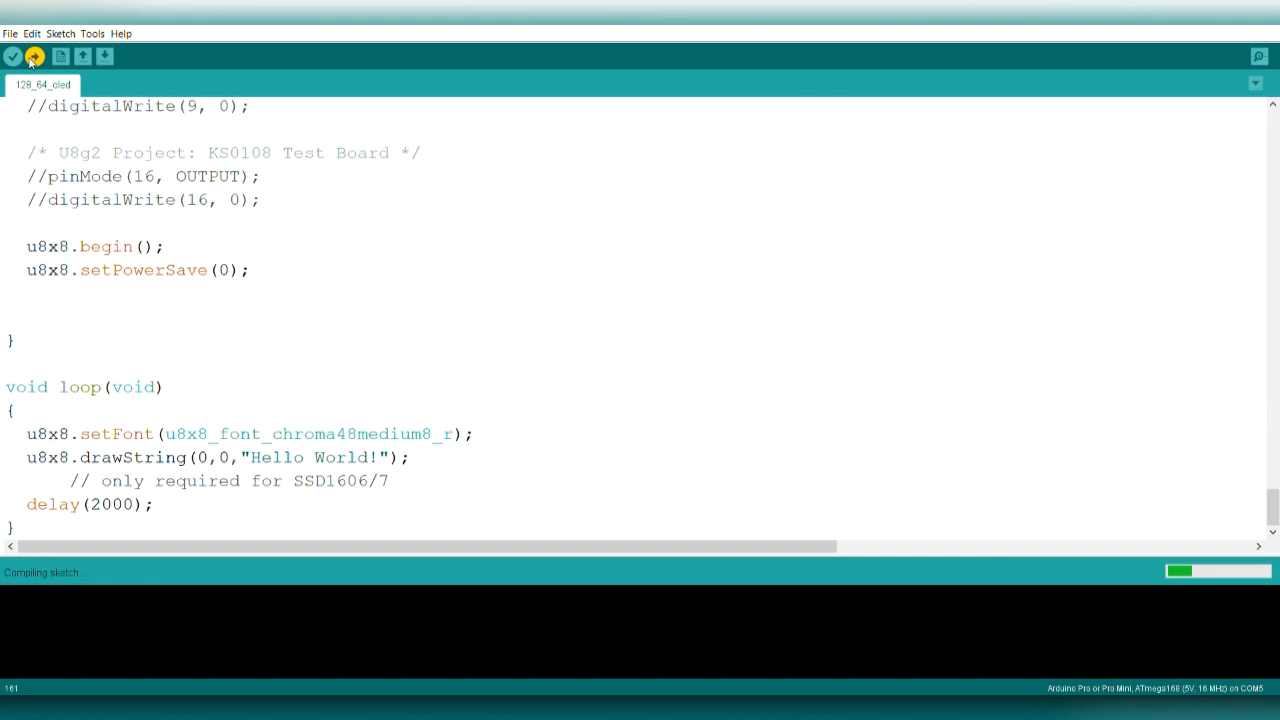 File Edit Sketch Tools Help
128_64_oled
//digitalWrite(9, 0);
/* U8g2 Project: KS0108 Test Board */
//pinMode(16, OUTPUT);
//digitalWrite(16, 0);
u8x8.begin();
u8x8.setPowerSave(0);
}
void loop(void)
{
u8x8.setFont(u8x8_font_chroma48medium8_r);
u8x8.drawString(0,0,"Hello World!");
// only required for SSD1606/7
delay(2000);
}
Compiling sketch...
161
Arduino Pro or Pro Mini, ATmega168 (5V, 16 MHz) on COM5